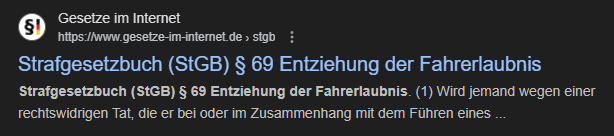 Gesetze im Internet
https://www.gesetze-im-internet.de › stgb
Strafgesetzbuch (StGB) § 69 Entziehung der Fahrerlaubnis
Strafgesetzbuch (StGB) § 69 Entziehung der Fahrerlaubnis. (1) Wird jemand wegen einer
rechtswidrigen Tat, die er bei oder im Zusammenhang mit dem Führen eines ...